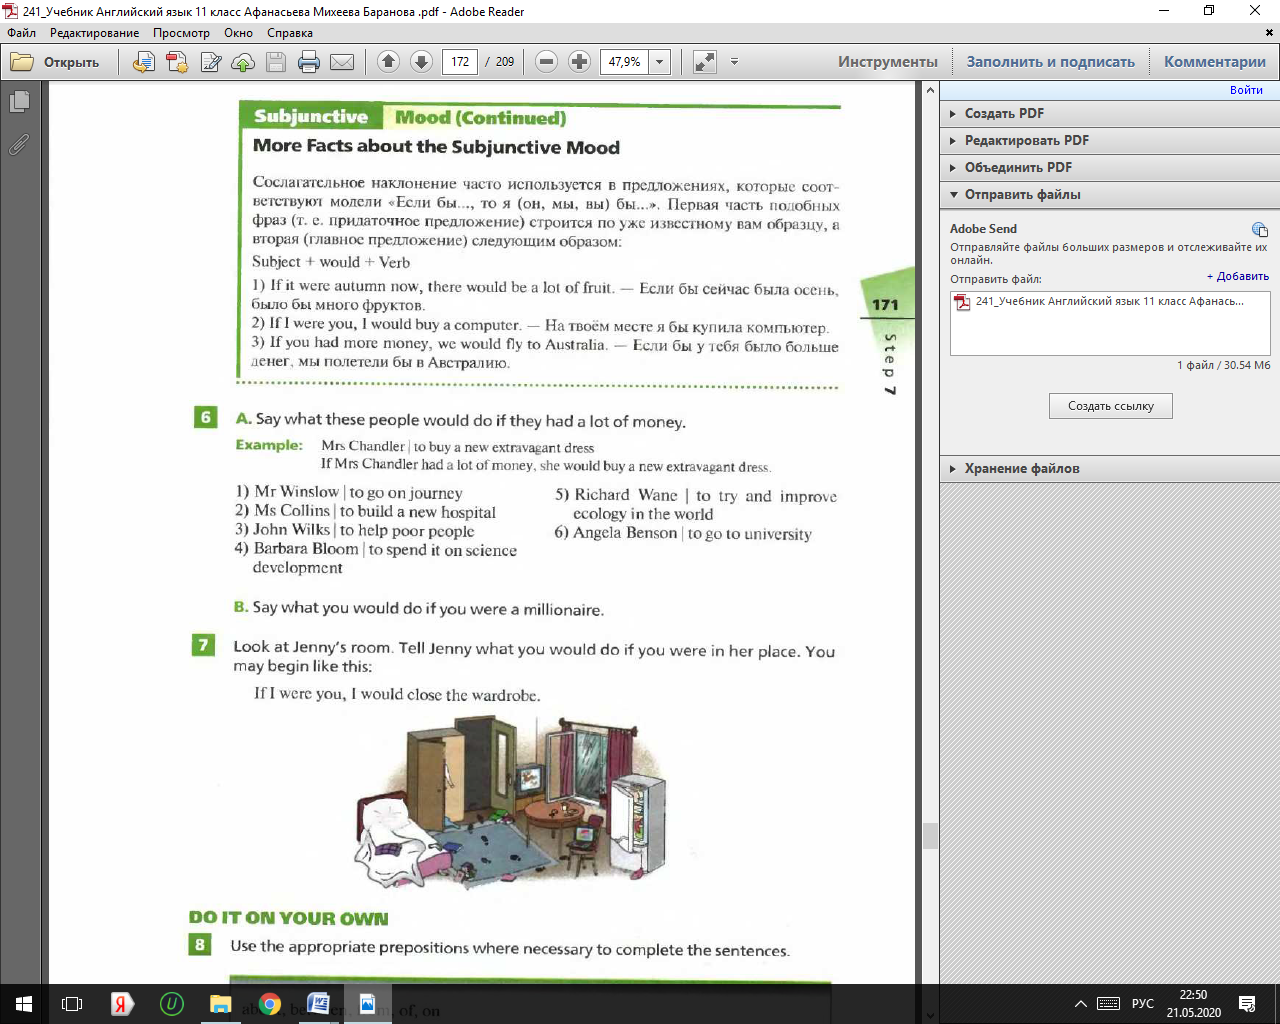 241_Учебник Английский язык 11 класс Афанасьева Михеева Баранова .pdf - Adobe Reader
Файл Редактирование Просмотр Окно Справка
Открыть 172 / 209 47,9% Инструменты Заполнить и подписать Комментарии
Subjunctive Mood (Continued)
More Facts about the Subjunctive Mood
Сослагательное наклонение часто используется в предложениях, которые соот-
ветствуют модели «Если бы..., то я (он, мы, вы) бы...». Первая часть подобных
фраз (т. е. придаточное предложение) строится по уже известному вам образцу, а
вторая (главное предложение) следующим образом:
Subject + would + Verb
1) If it were autumn now, there would be a lot of fruit. — Если бы сейчас была осень,
было бы много фруктов.
2) If I were you, I would buy a computer. — На твоём месте я бы купила компьютер.
3) If you had more money, we would fly to Australia. — Если бы у тебя было больше
денег, мы полетели бы в Австралию.
171
Step 7
6 A. Say what these people would do if they had a lot of money.
Example: Mrs Chandler | to buy a new extravagant dress
If Mrs Chandler had a lot of money, she would buy a new extravagant dress.
1) Mr Winslow | to go on journey
2) Ms Collins | to build a new hospital
3) John Wilks | to help poor people
4) Barbara Bloom | to spend it on science
development
5) Richard Wane | to try and improve
ecology in the world
6) Angela Benson | to go to university
B. Say what you would do if you were a millionaire.
7 Look at Jenny's room. Tell Jenny what you would do if you were in her place. You
may begin like this:
If I were you, I would close the wardrobe.
DO IT ON YOUR OWN
8 Use the appropriate prepositions where necessary to complete the sentences.
of, on
Войти
Создать PDF
Редактировать PDF
Объединить PDF
Отправить файлы
Adobe Send
Отправляйте файлы больших размеров и отслеживайте их
онлайн.
Отправить файл: + Добавить
241_Учебник Английский язык 11 класс Афанась...
1 файл / 30.54 Мб
Создать ссылку
Хранение файлов
РУС
22:50
21.05.2020